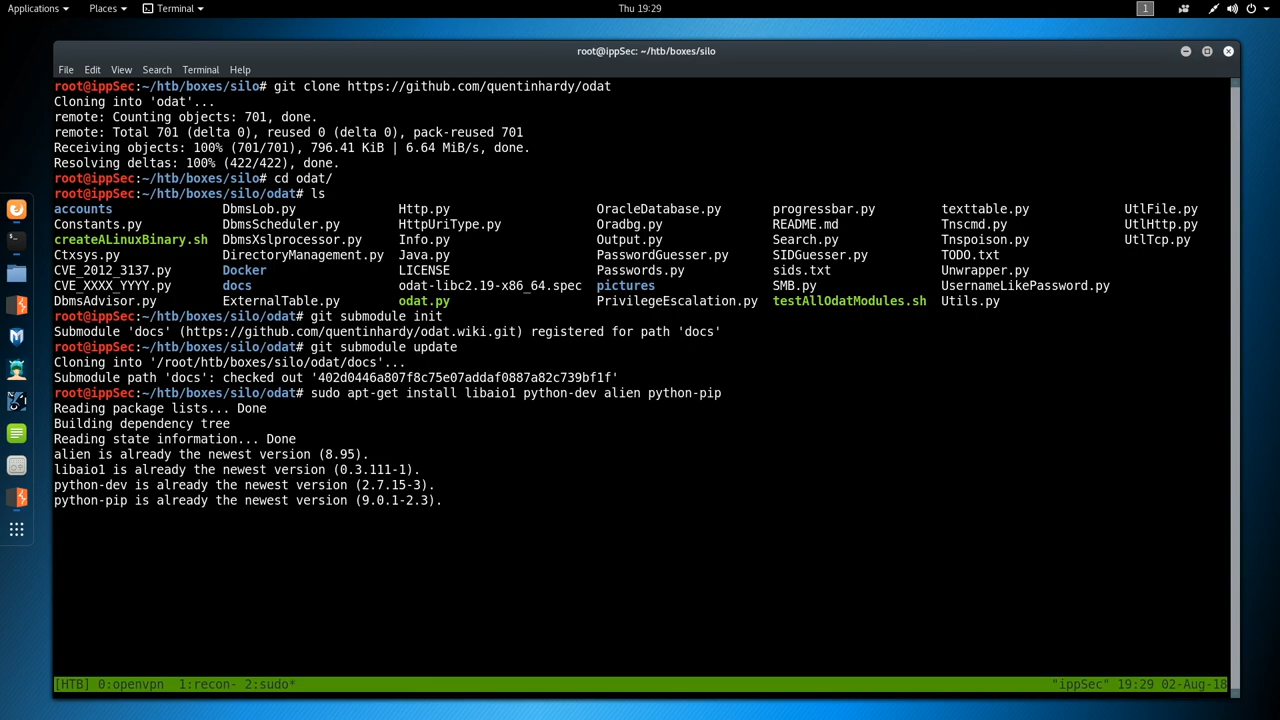 Applications Places Terminal Thu 19:29 1
root@ippSec: ~/htb/boxes/silo
File Edit View Search Terminal Help
root@ippSec:~/htb/boxes/silo# git clone https://github.com/quentinhardy/odat
Cloning into 'odat'...
remote: Counting objects: 701, done.
remote: Total 701 (delta 0), reused 0 (delta 0), pack-reused 701
Receiving objects: 100% (701/701), 796.41 KiB | 6.64 MiB/s, done.
Resolving deltas: 100% (422/422), done.
root@ippSec:~/htb/boxes/silo# cd odat/
root@ippSec:~/htb/boxes/silo/odat# ls
accounts DbmsLob.py Http.py OracleDatabase.py progressbar.py texttable.py UtlFile.py
Constants.py DbmsScheduler.py HttpUriType.py Oradbg.py README.md Tnscmd.py UtlHttp.py
createALinuxBinary.sh DbmsXslprocessor.py Info.py Output.py Search.py Tnspoison.py UtlTcp.py
Ctxsys.py DirectoryManagement.py Java.py PasswordGuesser.py SIDGuesser.py TODO.txt
CVE_2012_3137.py Docker LICENSE Passwords.py sids.txt Unwrapper.py
CVE_XXXX_YYYY.py docs odat-libc2.19-x86_64.spec pictures SMB.py UsernameLikePassword.py
DbmsAdvisor.py ExternalTable.py odat.py PrivilegeEscalation.py testAllOdatModules.sh Utils.py
root@ippSec:~/htb/boxes/silo/odat# git submodule init
Submodule 'docs' (https://github.com/quentinhardy/odat.wiki.git) registered for path 'docs'
root@ippSec:~/htb/boxes/silo/odat# git submodule update
Cloning into '/root/htb/boxes/silo/odat/docs'...
Submodule path 'docs': checked out '402d0446a807f8c75e07addaf0887a82c739bf1f'
root@ippSec:~/htb/boxes/silo/odat# sudo apt-get install libaio1 python-dev alien python-pip
Reading package lists... Done
Building dependency tree
Reading state information... Done
alien is already the newest version (8.95).
libaio1 is already the newest version (0.3.111-1).
python-dev is already the newest version (2.7.15-3).
python-pip is already the newest version (9.0.1-2.3).
[HTB] 0:openvpn 1:recon- 2:sudo* "ippSec" 19:29 02-Aug-18